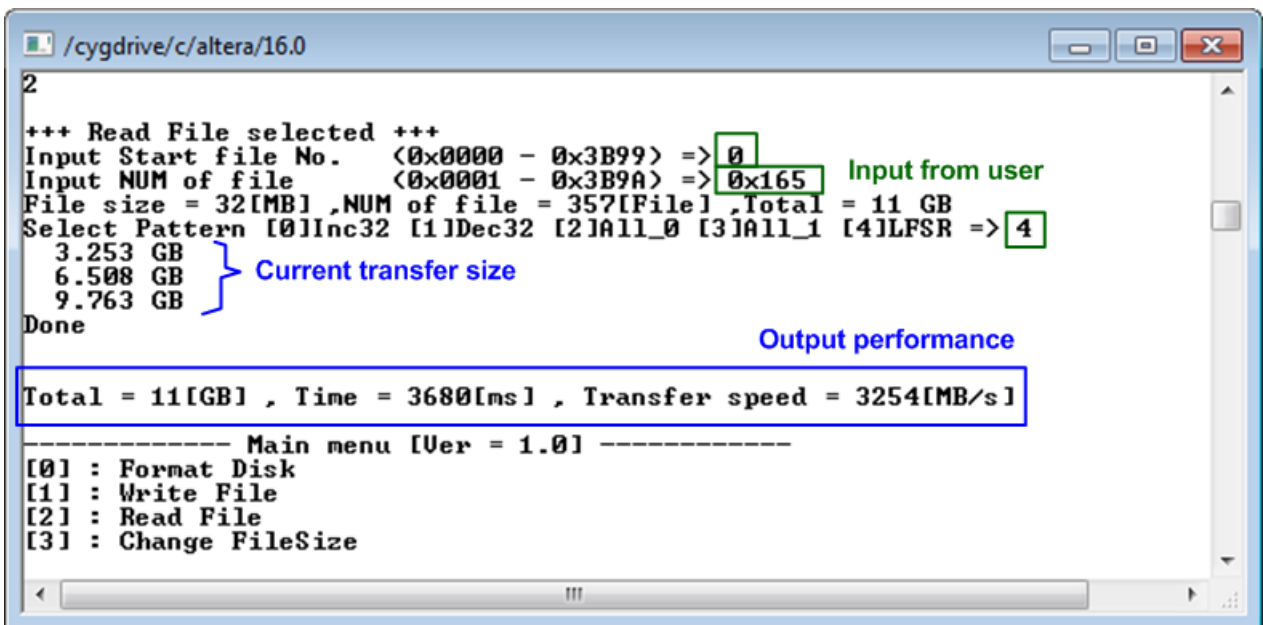 /cygdrive/c/altera/16.0
2
+++ Read File selected +++
Input Start file No. (0x0000 - 0x3B99) => 0
Input NUM of file (0x0001 - 0x3B9A) => 0x165
Input from user
File size = 32[MB] ,NUM of file = 357[File] ,Total = 11 GB
Select Pattern [0]Inc32 [1]Dec32 [2]All_0 [3]All_1 [4]LFSR => 4
3.253 GB
6.508 GB
9.763 GB
Current transfer size
Done
Output performance
Total = 11[GB] , Time = 3680[ms] , Transfer speed = 3254[MB/s]
------------- Main menu [Ver = 1.0] ------------
[0] : Format Disk
[1] : Write File
[2] : Read File
[3] : Change FileSize